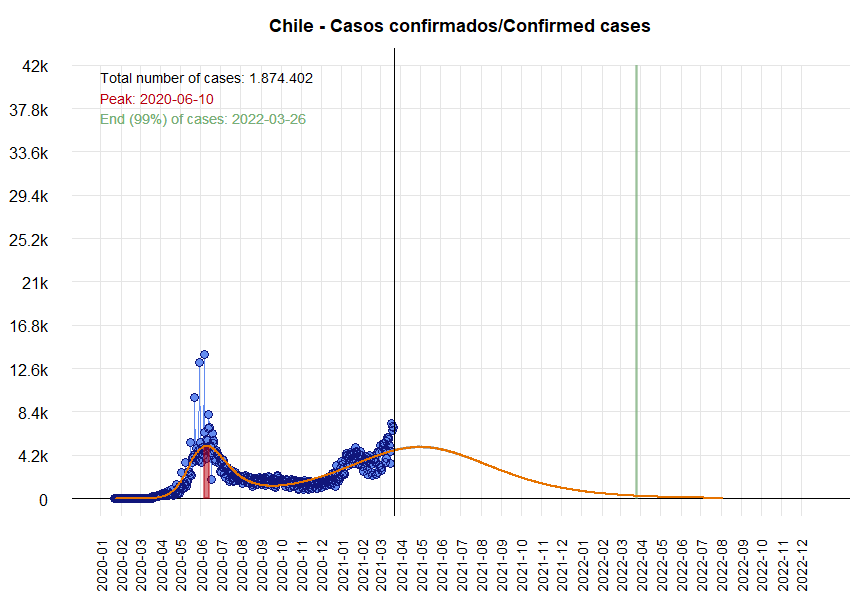 Chile - Casos confirmados/Confirmed cases
Total number of cases: 1.874.402
Peak: 2020-06-10
End (99%) of cases: 2022-03-26
42k
37.8k
33.6k
29.4k
25.2k
21k
16.8k
12.6k
8.4k
4.2k
0
2020-01
2020-02
2020-03
2020-04
2020-05
2020-06
2020-07
2020-08
2020-09
2020-10
2020-11
2020-12
2021-01
2021-02
2021-03
2021-04
2021-05
2021-06
2021-07
2021-08
2021-09
2021-10
2021-11
2021-12
2022-01
2022-02
2022-03
2022-04
2022-05
2022-06
2022-07
2022-08
2022-09
2022-10
2022-11
2022-12